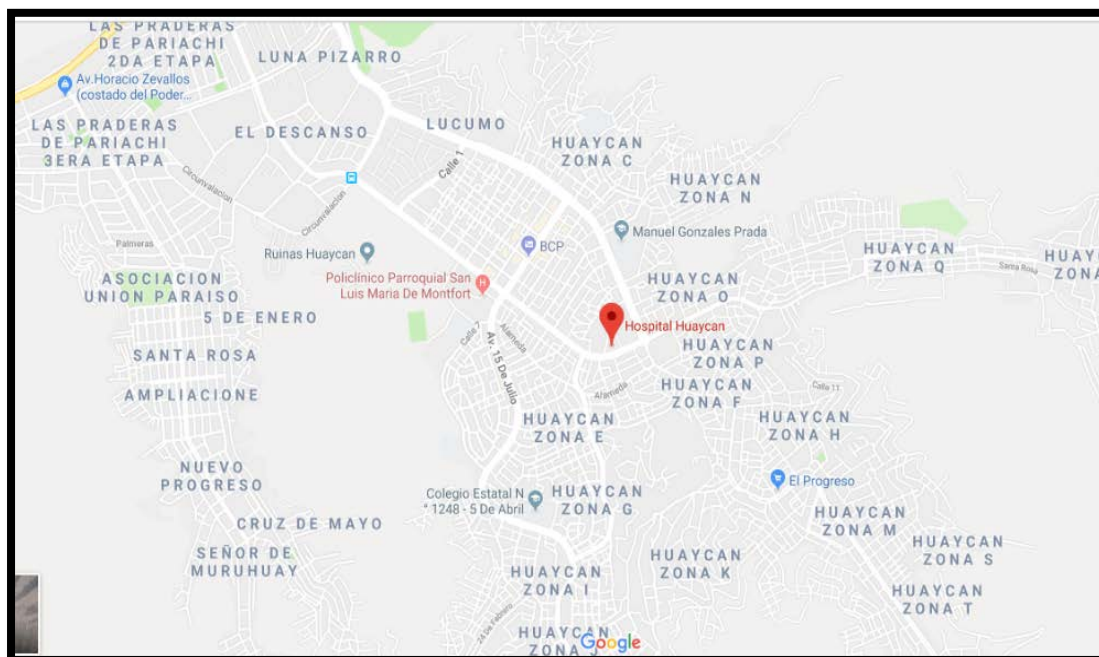 LAS PRADERAS
DE PARIACHI
2DA ETAPA
LUNA PIZARRO
Av.Horacio Zevallos
(costado del Poder...
LAS PRADERAS
DE PARIACHI
3ERA ETAPA
EL DESCANSO
LUCUMO
HUAYCAN
ZONA C
Calle 1
HUAYCAN
ZONA N
Circunvalacion
Circunvalacion
Palmeras
Ruinas Huaycan
BCP
Manuel Gonzales Prada
HUAYCAN
ZONA Q
Santa Rosa
HUAYC
ZONA
ASOCIACION
UNION PARAISO
Policlínico Parroquial San
Luis Maria De Montfort
HUAYCAN
ZONA O
5 DE ENERO
Hospital Huaycan
Calle 7
Alameda
Av. 15 De Julio
SANTA ROSA
HUAYCAN
ZONA P
AMPLIACIONE
Alameda
HUAYCAN
ZONA F
Calle 11
HUAYCAN
ZONA E
HUAYCAN
ZONA H
NUEVO
PROGRESO
El Progreso
Colegio Estatal N
° 1248 - 5 De Abril
HUAYCAN
ZONA G
CRUZ DE MAYO
HUAYCAN
ZONA M
SEÑOR DE
MURUHUAY
HUAYCAN
ZONA S
HUAYCAN
ZONA K
HUAYCAN
ZONA I
HUAYCAN
ZONA T
24 De Febrero
HUAYCAN
ZONA J
Google